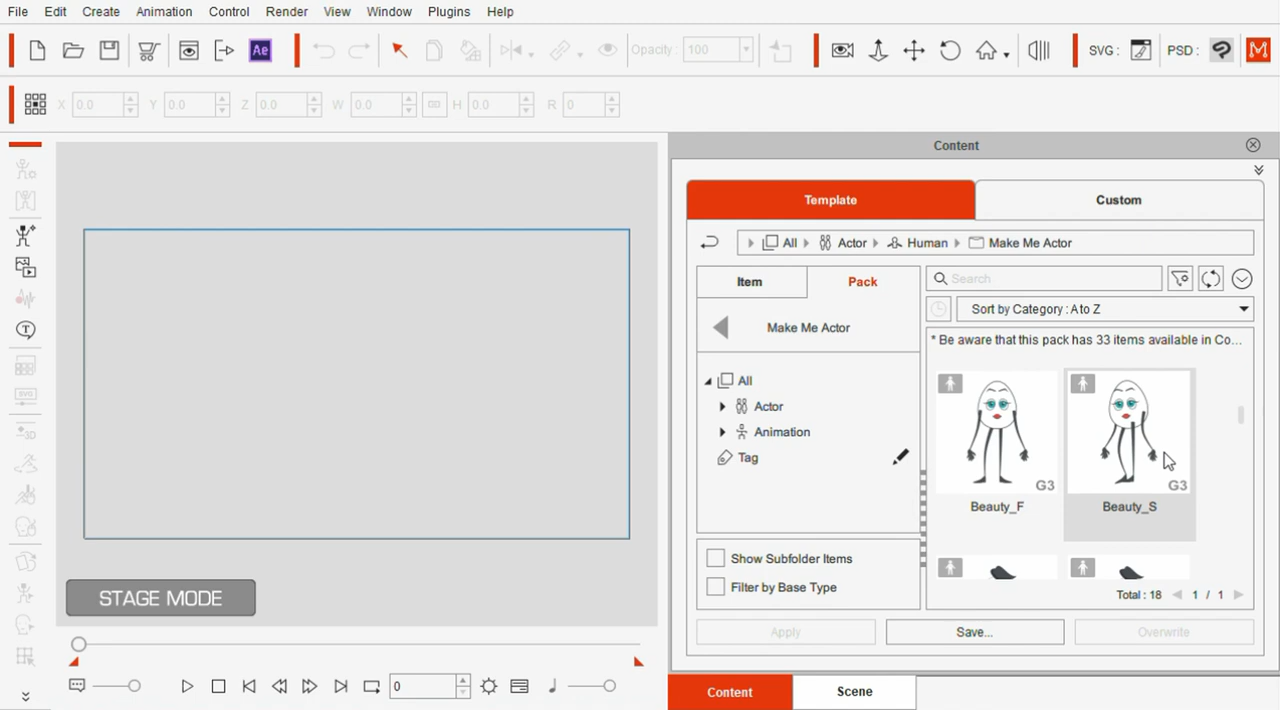 File Edit Create Animation Control Render View Window Plugins Help
Ae Opacity : 100 SVG : PSD :
X 0.0 Y 0.0 Z 0.0 W 0.0 H 0.0 R 0
Content
Template Custom
All Actor Human Make Me Actor
Item Pack Search
Make Me Actor Sort by Category : A to Z
* Be aware that this pack has 33 items available in Co...
All
Actor
Animation
Tag
SVG
3D
G3 G3
Beauty_F Beauty_S
Show Subfolder Items
Filter by Base Type
Total : 18 1 / 1
STAGE MODE
Apply Save... Overwrite
0
Content Scene